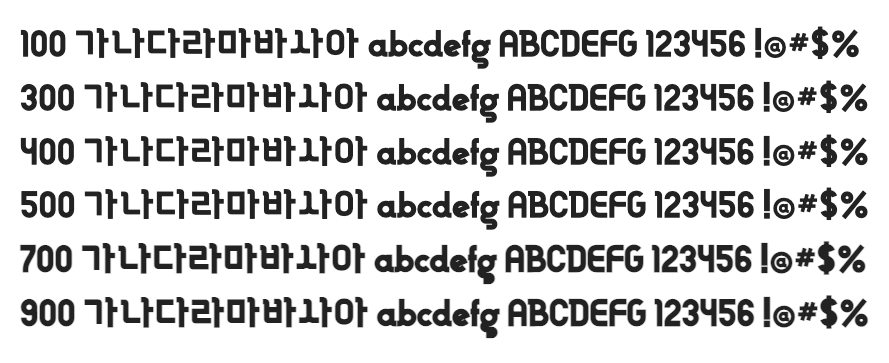 100 가나다라마바사아 abcdefg ABCDEFG 123456 !@#$%
300 가나다라마바사아 abcdefg ABCDEFG 123456 !@#$%
400 가나다라마바사아 abcdefg ABCDEFG 123456 !@#$%
500 가나다라마바사아 abcdefg ABCDEFG 123456 !@#$%
700 가나다라마바사아 abcdefg ABCDEFG 123456 !@#$%
900 가나다라마바사아 abcdefg ABCDEFG 123456 !@#$%